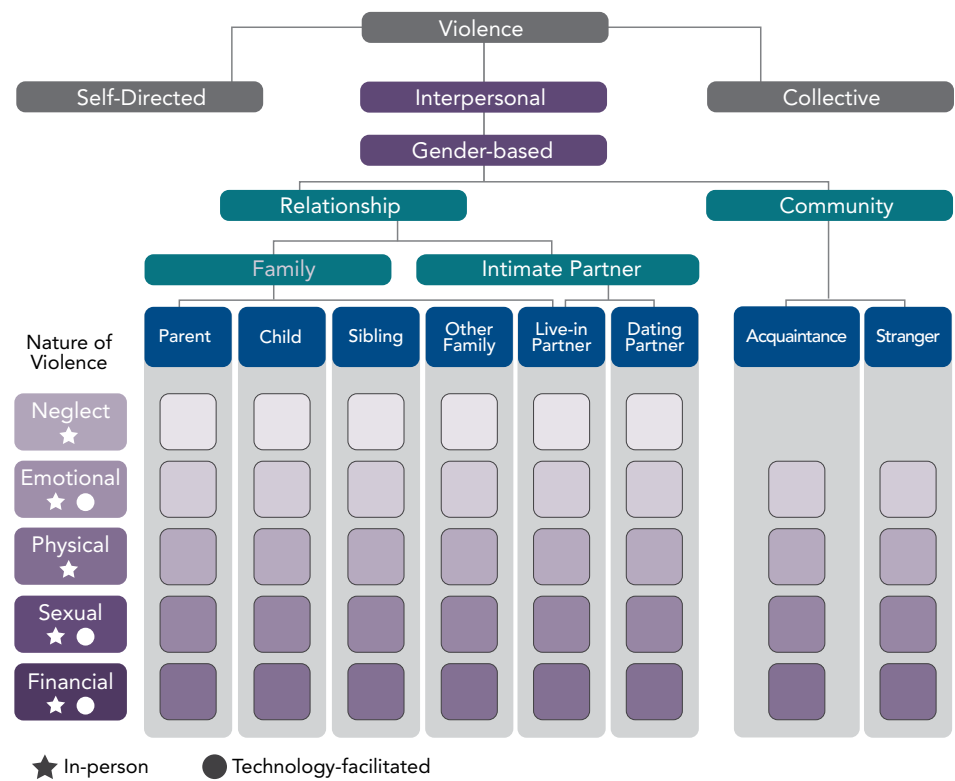 Violence
Self-Directed
Interpersonal
Collective
Gender-based
Relationship
Community
Family
Intimate Partner
Nature of
Violence
Parent
Child
Sibling
Other
Family
Live-in
Partner
Dating
Partner
Acquaintance
Stranger
Neglect
Emotional
Physical
Sexual
Financial
In-person
Technology-facilitated